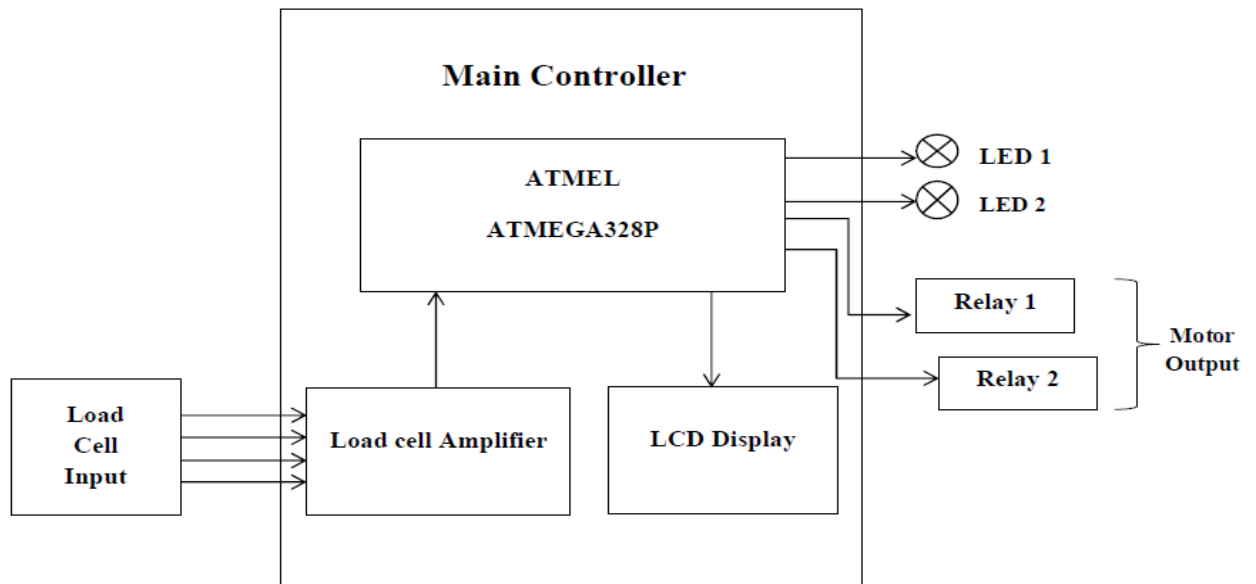 Main Controller
ATMEL
ATMEGA328P
LED 1
LED 2
Relay 1
Relay 2
Motor
Output
Load
Cell
Input
Load cell Amplifier
LCD Display